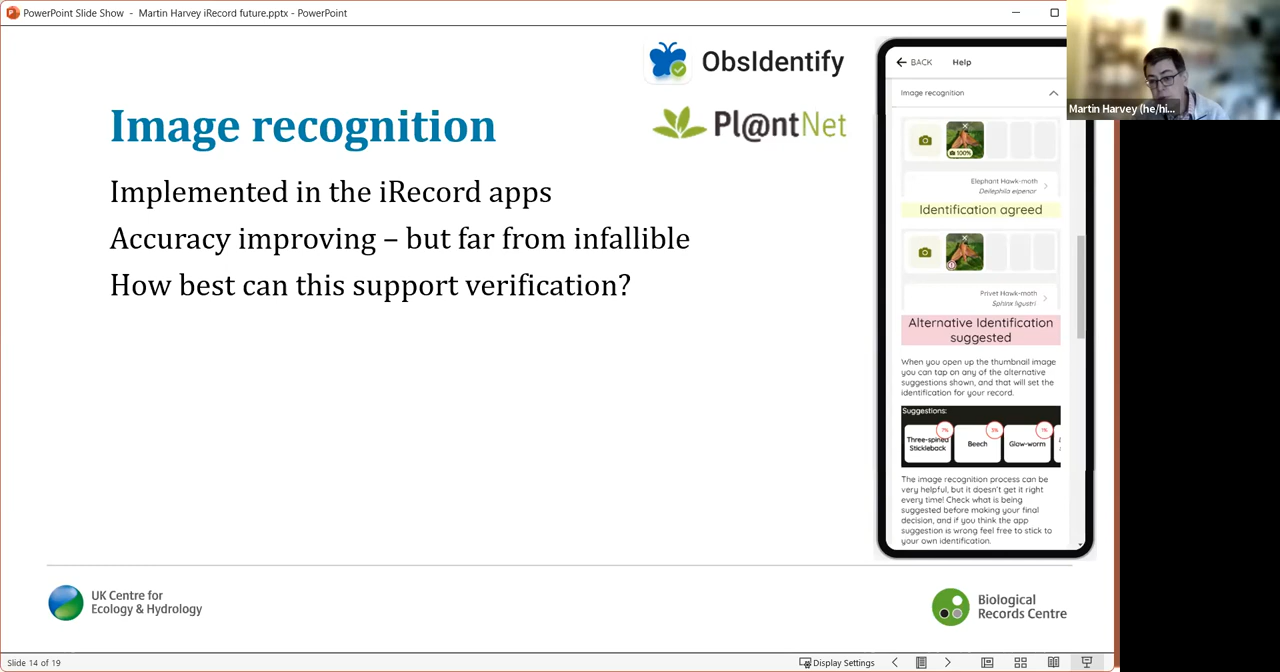 PowerPoint Slide Show - Martin Harvey iRecord future.pptx - PowerPoint
ObsIdentify
Pl@ntNet
Image recognition
Implemented in the iRecord apps
Accuracy improving – but far from infallible
How best can this support verification?
BACK Help
Image recognition
100%
Elephant Hawk-moth
Deilephila elpenor
Identification agreed
Privet Hawk-moth
Sphinx ligustri
Alternative Identification
suggested
When you open up the thumbnail image
you can tap on any of the alternative
suggestions shown, and that will set the
identification for your record.
Suggestions:
7% 5% 1%
Three-spined
Stickleback
Beech
Glow-worm
The image recognition process can be
very helpful, but it doesn't get it right
every time! Check what is being
suggested before making your final
decision, and if you think the app
suggestion is wrong feel free to stick to
your own identification.
Martin Harvey (he/hi...
UK Centre for
Ecology & Hydrology
Biological
Records Centre
Slide 14 of 19
Display Settings